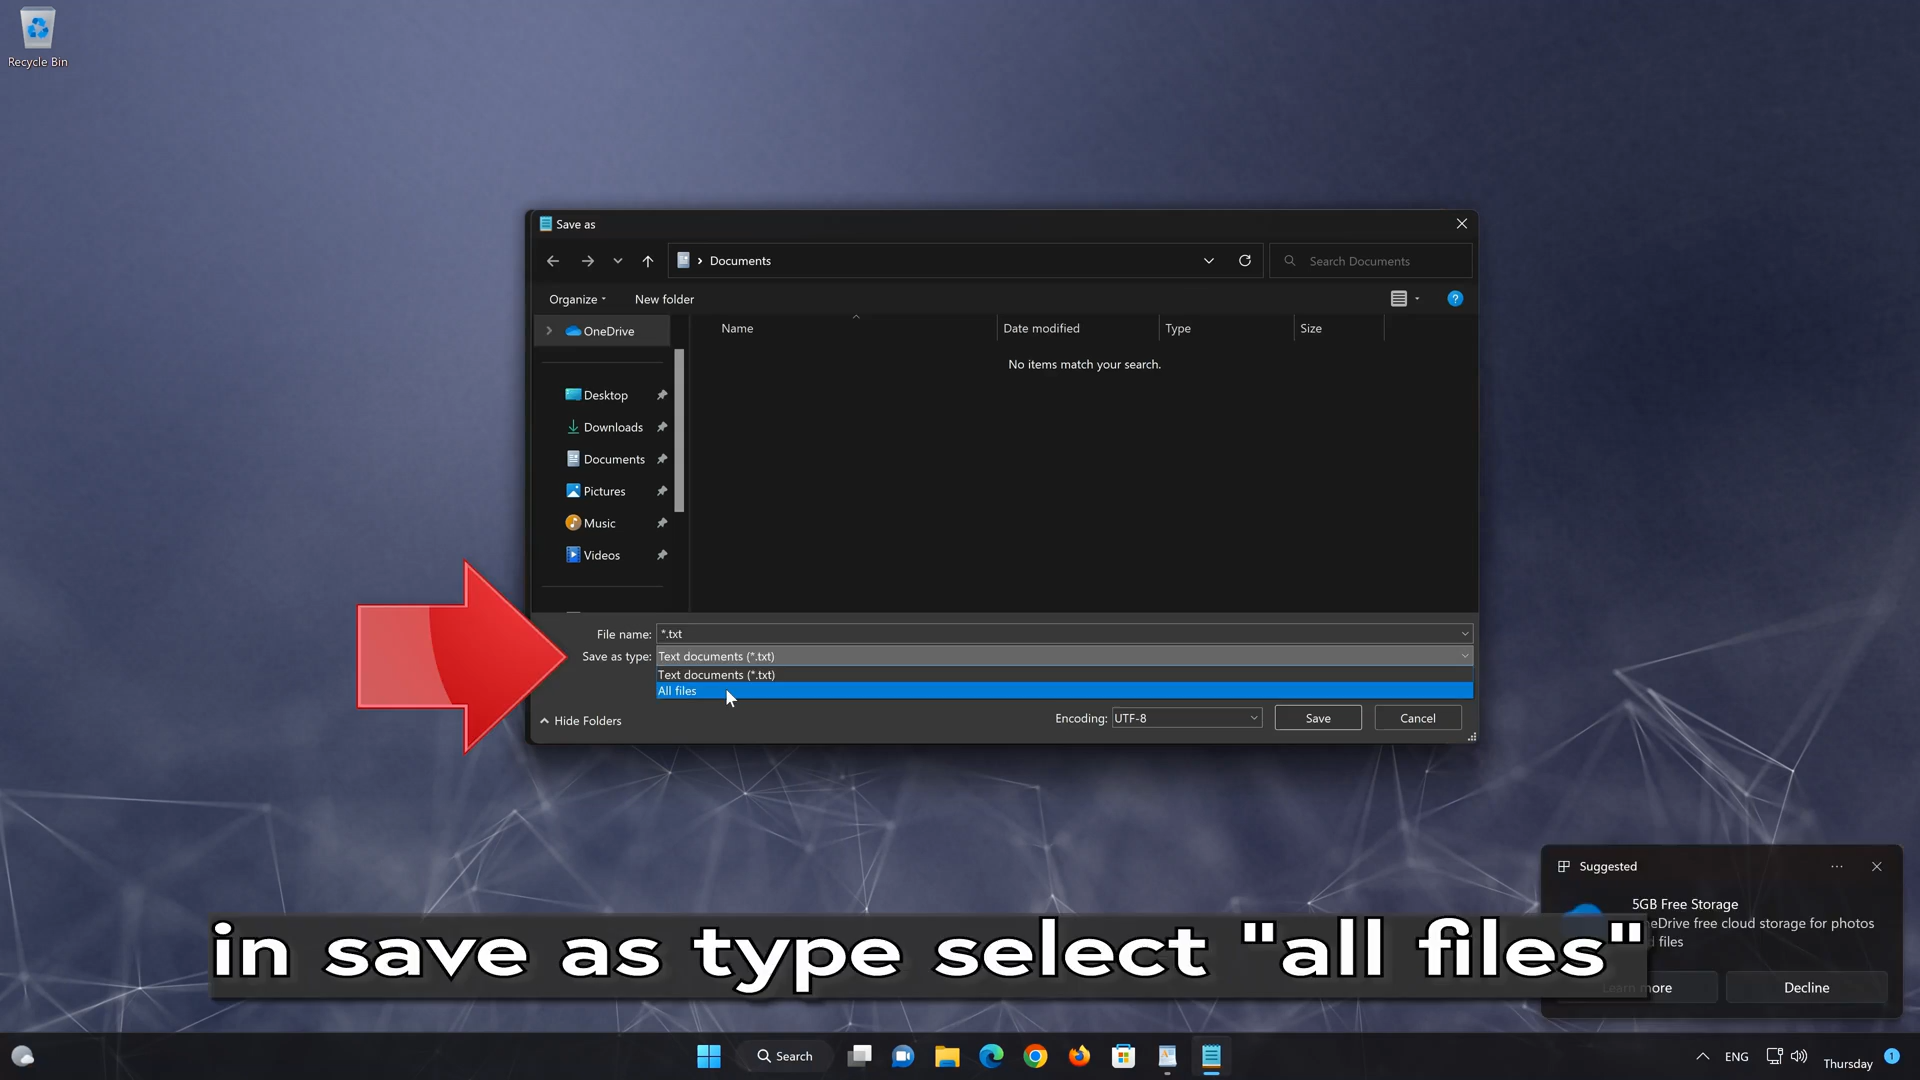 Recycle Bin
Save as
Documents
Search Documents
Organize
New folder
OneDrive
Name
Date modified
Type
Size
No items match your search.
Desktop
Downloads
Documents
Pictures
Music
Videos
File name:
*.txt
Save as type:
Text documents (*.txt)
Text documents (*.txt)
All files
Hide Folders
Encoding:
UTF-8
Save
Cancel
Suggested
5GB Free Storage
free cloud storage for photos
files
in save as type select "all files"
Learn more
Decline
Search
ENG
Thursday
1